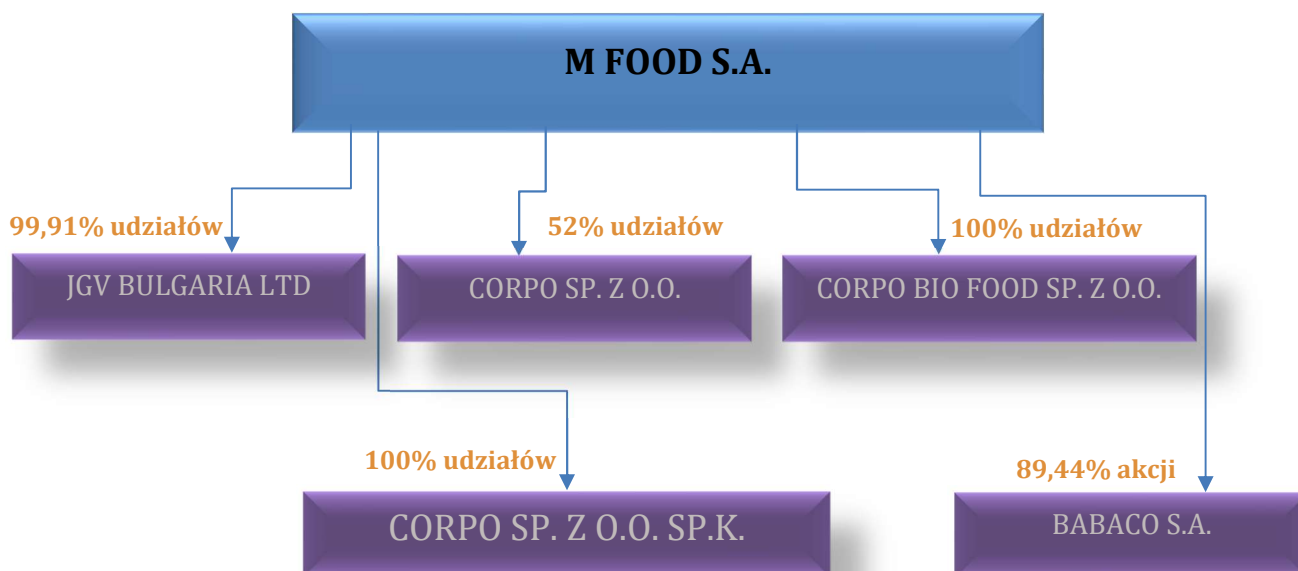 M FOOD S.A.
99,91% udziałów
52% udziałów
100% udziałów
JGV BULGARIA LTD
CORPO SP. Z O.O.
CORPO BIO FOOD SP. Z O.O.
100% udziałów
89,44% akcji
CORPO SP. Z O.O. SP.K.
BABACO S.A.